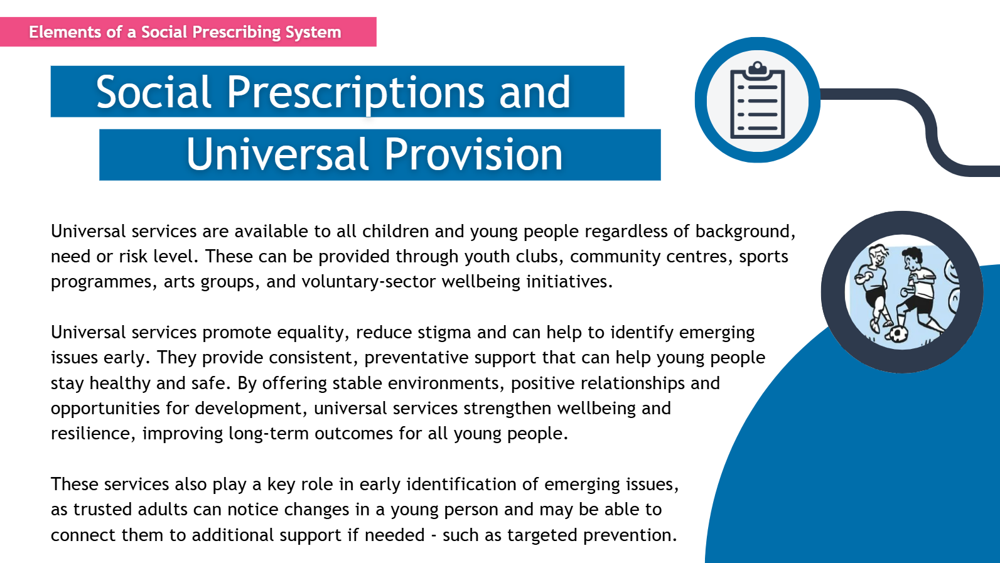 Elements of a Social Prescribing System
Social Prescriptions and
Universal Provision
Universal services are available to all children and young people regardless of background,
need or risk level. These can be provided through youth clubs, community centres, sports
programmes, arts groups, and voluntary-sector wellbeing initiatives.
Universal services promote equality, reduce stigma and can help to identify emerging
issues early. They provide consistent, preventative support that can help young people
stay healthy and safe. By offering stable environments, positive relationships and
opportunities for development, universal services strengthen wellbeing and
resilience, improving long-term outcomes for all young people.
These services also play a key role in early identification of emerging issues,
as trusted adults can notice changes in a young person and may be able to
connect them to additional support if needed - such as targeted prevention.